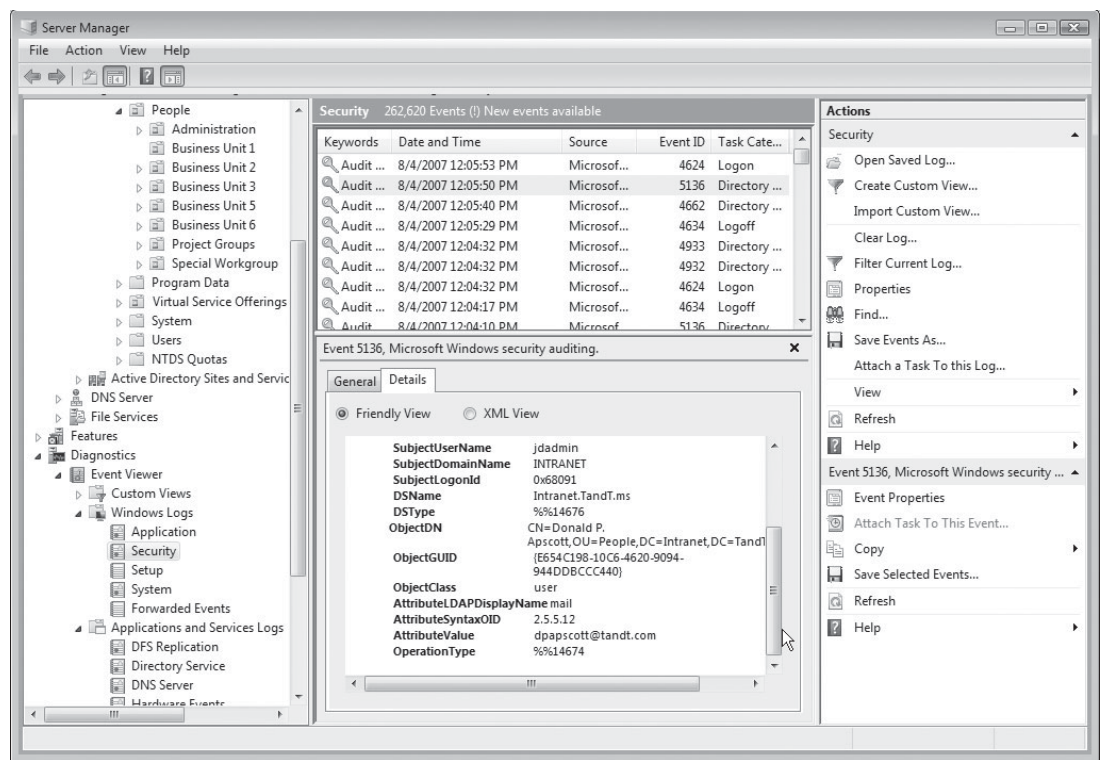 Server Manager
File Action View Help
People
Administration
Business Unit 1
Business Unit 2
Business Unit 3
Business Unit 5
Business Unit 6
Project Groups
Special Workgroup
Program Data
Virtual Service Offerings
System
Users
NTDS Quotas
Active Directory Sites and Servic
DNS Server
File Services
Features
Diagnostics
Event Viewer
Custom Views
Windows Logs
Application
Security
Setup
System
Forwarded Events
Applications and Services Logs
DFS Replication
Directory Service
DNS Server
Hardware Events
Security 262,620 Events (!) New events available
Keywords Date and Time Source Event ID Task Cate...
Audit ... 8/4/2007 12:05:53 PM Microsof... 4624 Logon
Audit ... 8/4/2007 12:05:50 PM Microsof... 5136 Directory ...
Audit ... 8/4/2007 12:05:40 PM Microsof... 4662 Directory ...
Audit ... 8/4/2007 12:05:29 PM Microsof... 4634 Logoff
Audit ... 8/4/2007 12:04:32 PM Microsof... 4933 Directory ...
Audit ... 8/4/2007 12:04:32 PM Microsof... 4932 Directory ...
Audit ... 8/4/2007 12:04:32 PM Microsof... 4624 Logon
Audit ... 8/4/2007 12:04:17 PM Microsof... 4634 Logoff
Audit 8/4/2007 12:04:10 PM Microsof 5136 Directory
Event 5136, Microsoft Windows security auditing.
General Details
Friendly View XML View
SubjectUserName jdadmin
SubjectDomainName INTRANET
SubjectLogonId 0x68091
DSName Intranet.TandT.ms
DSType %%14676
ObjectDN CN=Donald P.
Apscott,OU=People,DC=Intranet,DC=TandT
ObjectGUID {E654C198-10C6-4620-9094-
944DDBCCC440}
ObjectClass user
AttributeLDAPDisplayName mail
AttributeSyntaxOID 2.5.5.12
AttributeValue dpapscott@tandt.com
OperationType %%14674
Actions
Security
Open Saved Log...
Create Custom View...
Import Custom View...
Clear Log...
Filter Current Log...
Properties
Find...
Save Events As...
Attach a Task To this Log...
View
Refresh
Help
Event 5136, Microsoft Windows security ...
Event Properties
Attach Task To This Event...
Copy
Save Selected Events...
Refresh
Help